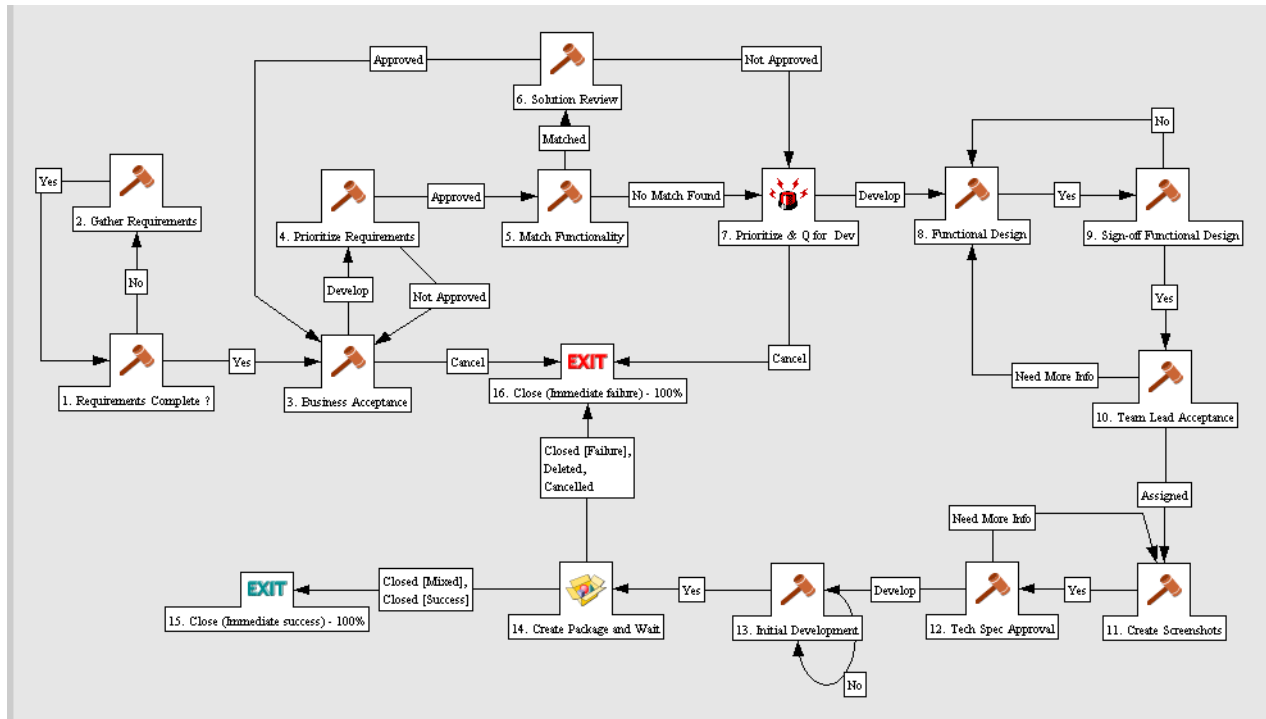 Approved
Not Approved
6. Solution Review
No
Matched
Yes
2. Gather Requirements
Approved
No Match Found
Develop
Yes
4. Prioritize Requirements
5. Match Functionality
7. Prioritize & Q for Dev
8. Functional Design
9. Sign-off Functional Design
No
Develop
Not Approved
Yes
Yes
Cancel
EXIT
Cancel
Need More Info
1. Requirements Complete ?
3. Business Acceptance
16. Close (Immediate failure) - 100%
10. Team Lead Acceptance
Closed [Failure],
Deleted,
Cancelled
Assigned
Need More Info
EXIT
Closed [Mixed],
Closed [Success]
Yes
Develop
Yes
15. Close (Immediate success) - 100%
14. Create Package and Wait
13. Initial Development
12. Tech Spec Approval
11. Create Screenshots
No